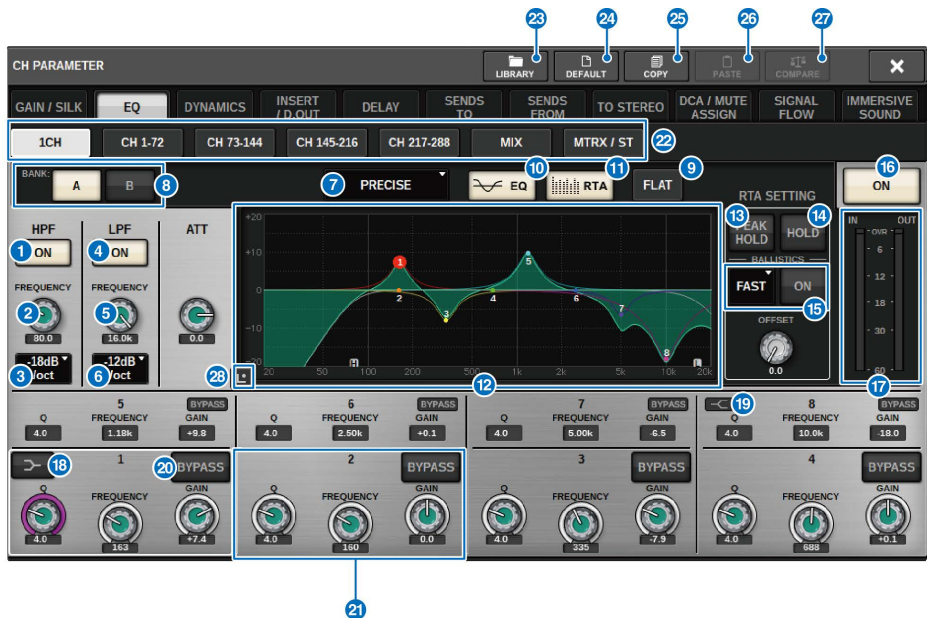 23 24 25 26 27
CH PARAMETER LIBRARY DEFAULT COPY PASTE COMPARE ×
GAIN / SILK EQ DYNAMICS INSERT / D.OUT DELAY SENDS TO SENDS FROM TO STEREO DCA / MUTE ASSIGN SIGNAL FLOW IMMERSIVE SOUND
1CH CH 1-72 CH 73-144 CH 145-216 CH 217-288 MIX MTRX / ST 22
BANK: A B 8 7 PRECISE 10 EQ 11 RTA 9 FLAT RTA SETTING 16 ON
HPF LPF ATT
1 ON 4 ON
FREQUENCY FREQUENCY
2 5
80.0 16.0k 0.0
3 -18dB /oct 6 -12dB /oct
28
+20
+10
0
-10
-20
1 2 3 4 5 6 7 8
H L
20 50 100 200 500 1k 2k 5k 10k 20k
12
13 PEAK HOLD 14 HOLD
BALLISTICS
FAST ON
15
OFFSET
0.0
IN OUT
OVR
6
12
18
30
60
17
5 BYPASS 6 BYPASS 7 BYPASS 19 8 BYPASS
Q FREQUENCY GAIN Q FREQUENCY GAIN Q FREQUENCY GAIN Q FREQUENCY GAIN
4.0 1.18k +9.8 4.0 2.50k +0.1 4.0 5.00k -6.5 4.0 10.0k -18.0
18 1 20 BYPASS 2 BYPASS 3 BYPASS 4 BYPASS
Q FREQUENCY GAIN Q FREQUENCY GAIN Q FREQUENCY GAIN Q FREQUENCY GAIN
4.0 163 +7.4 4.0 160 0.0 4.0 335 -7.9 4.0 688 +0.1
21